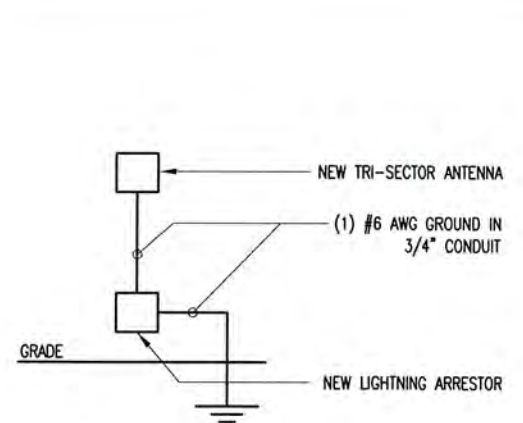 NEW TRI-SECTOR ANTENNA
(1) #6 AWG GROUND IN
3/4" CONDUIT
GRADE
NEW LIGHTNING ARRESTOR